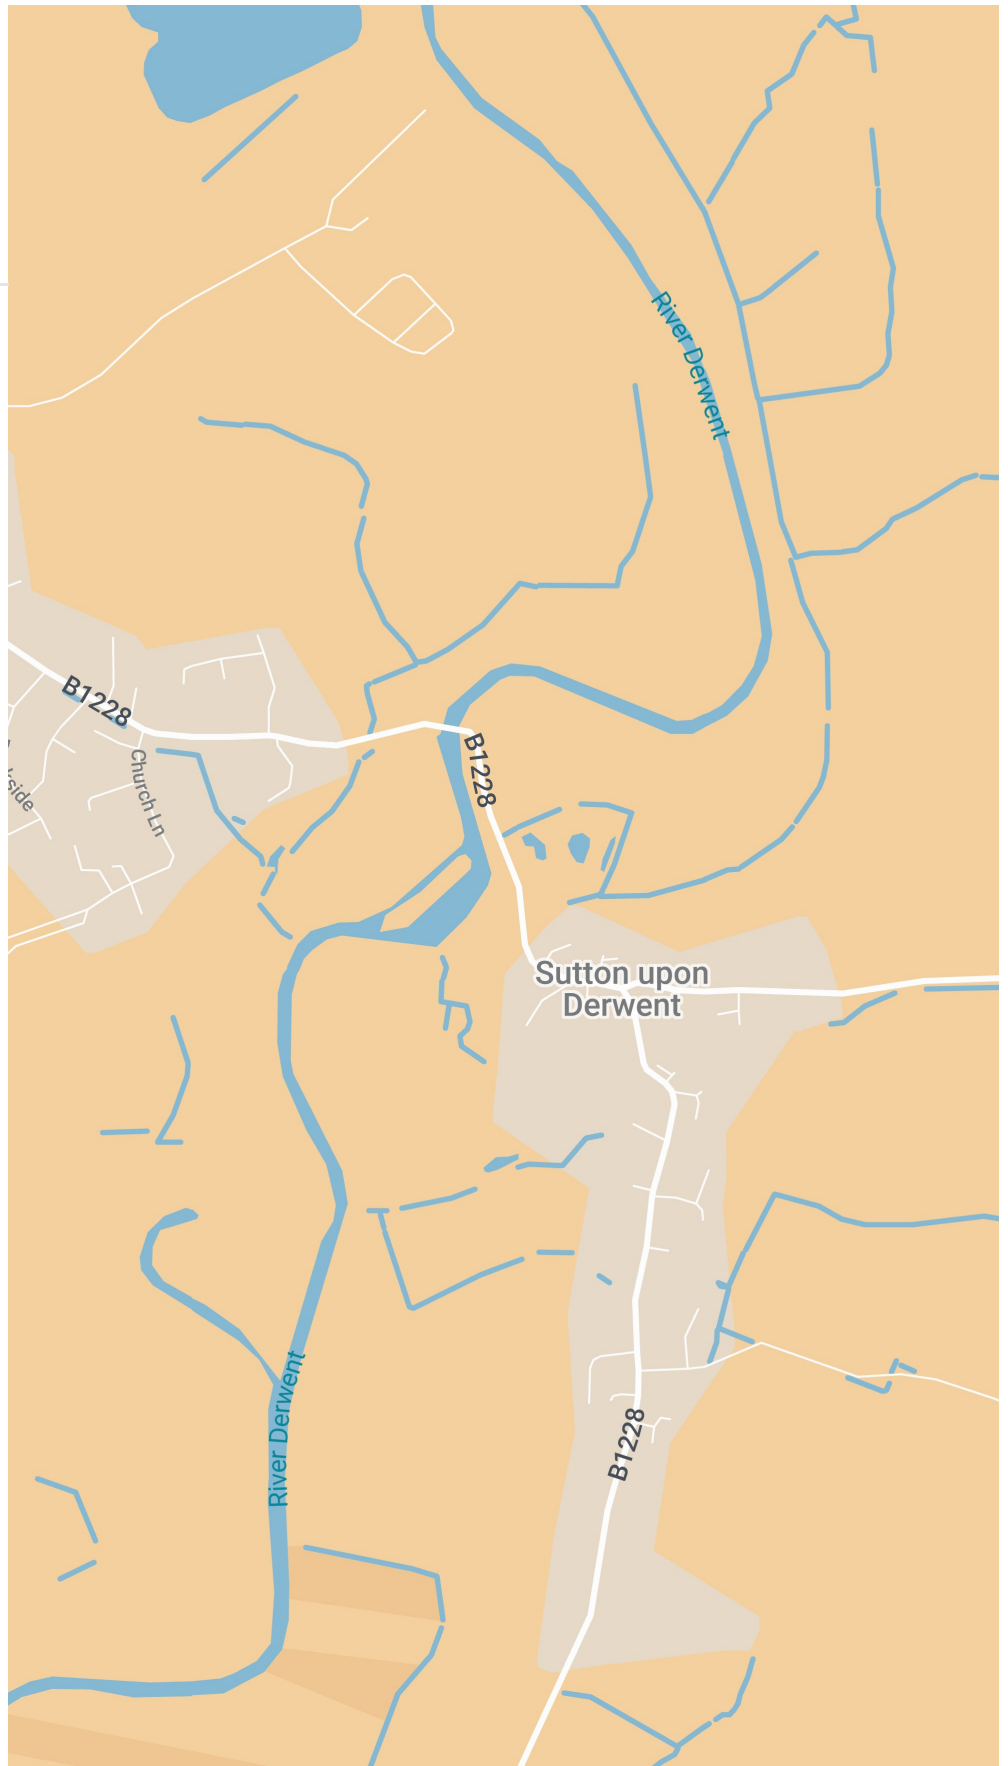 River Derwent
B1228
B1228
Church Ln
Sutton upon
Derwent
River Derwent
B1228